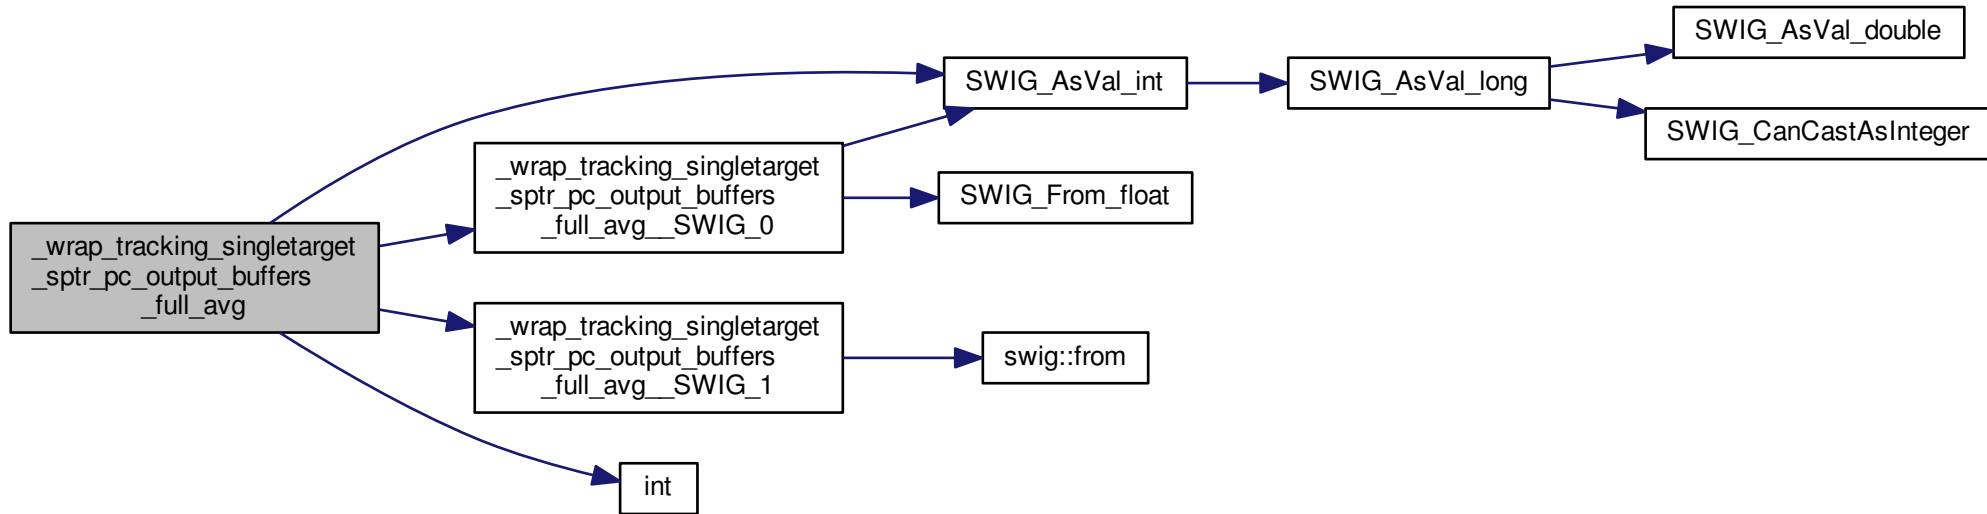 _wrap_tracking_singletarget
_sptr_pc_output_buffers
_full_avg
_wrap_tracking_singletarget
_sptr_pc_output_buffers
_full_avg__SWIG_0
_wrap_tracking_singletarget
_sptr_pc_output_buffers
_full_avg__SWIG_1
int
SWIG_AsVal_int
SWIG_From_float
swig::from
SWIG_AsVal_long
SWIG_AsVal_double
SWIG_CanCastAsInteger